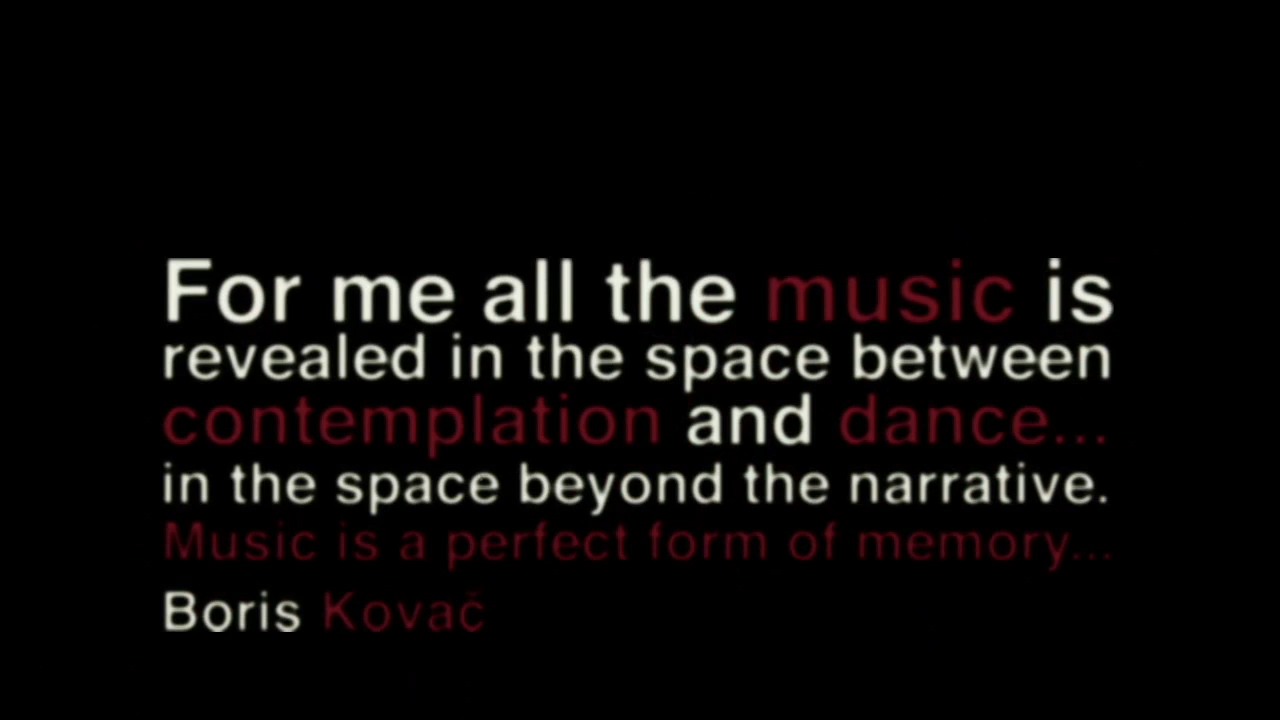 For me all the music is
revealed in the space between
contemplation and dance...
in the space beyond the narrative.
Music is a perfect form of memory...
Boris Kovač